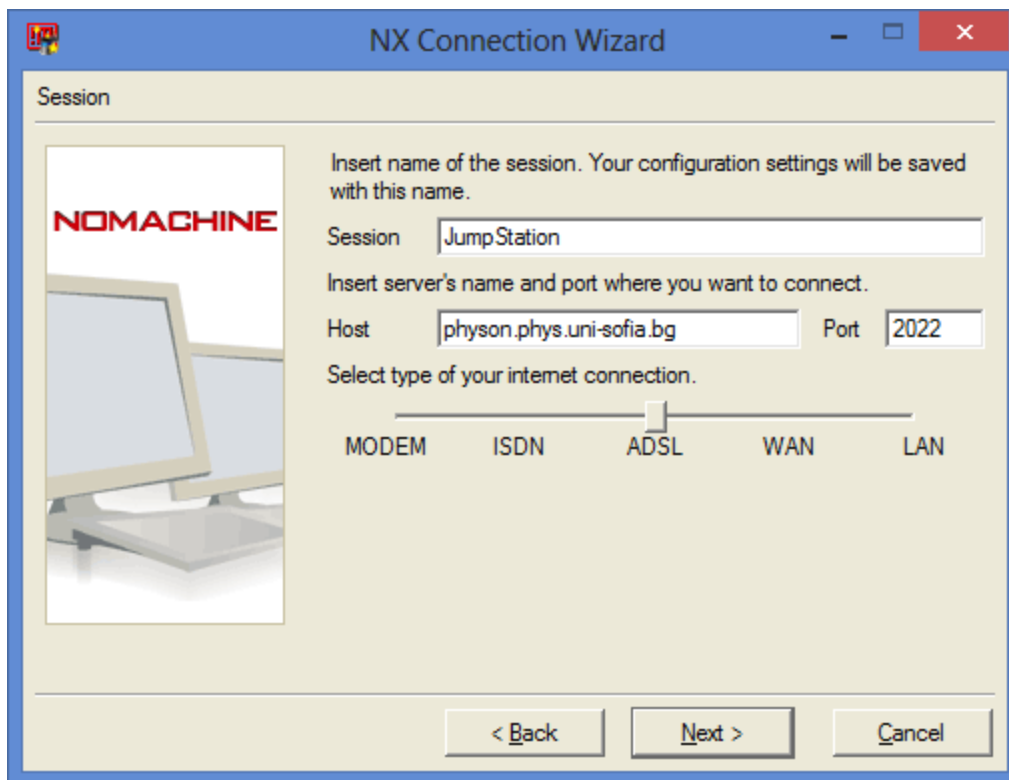 NX Connection Wizard
Session
NOMACHINE
Insert name of the session. Your configuration settings will be saved
with this name.
Session JumpStation
Insert server's name and port where you want to connect.
Host physon.phys.uni-sofia.bg Port 2022
Select type of your internet connection.
MODEM ISDN ADSL WAN LAN
< Back Next > Cancel